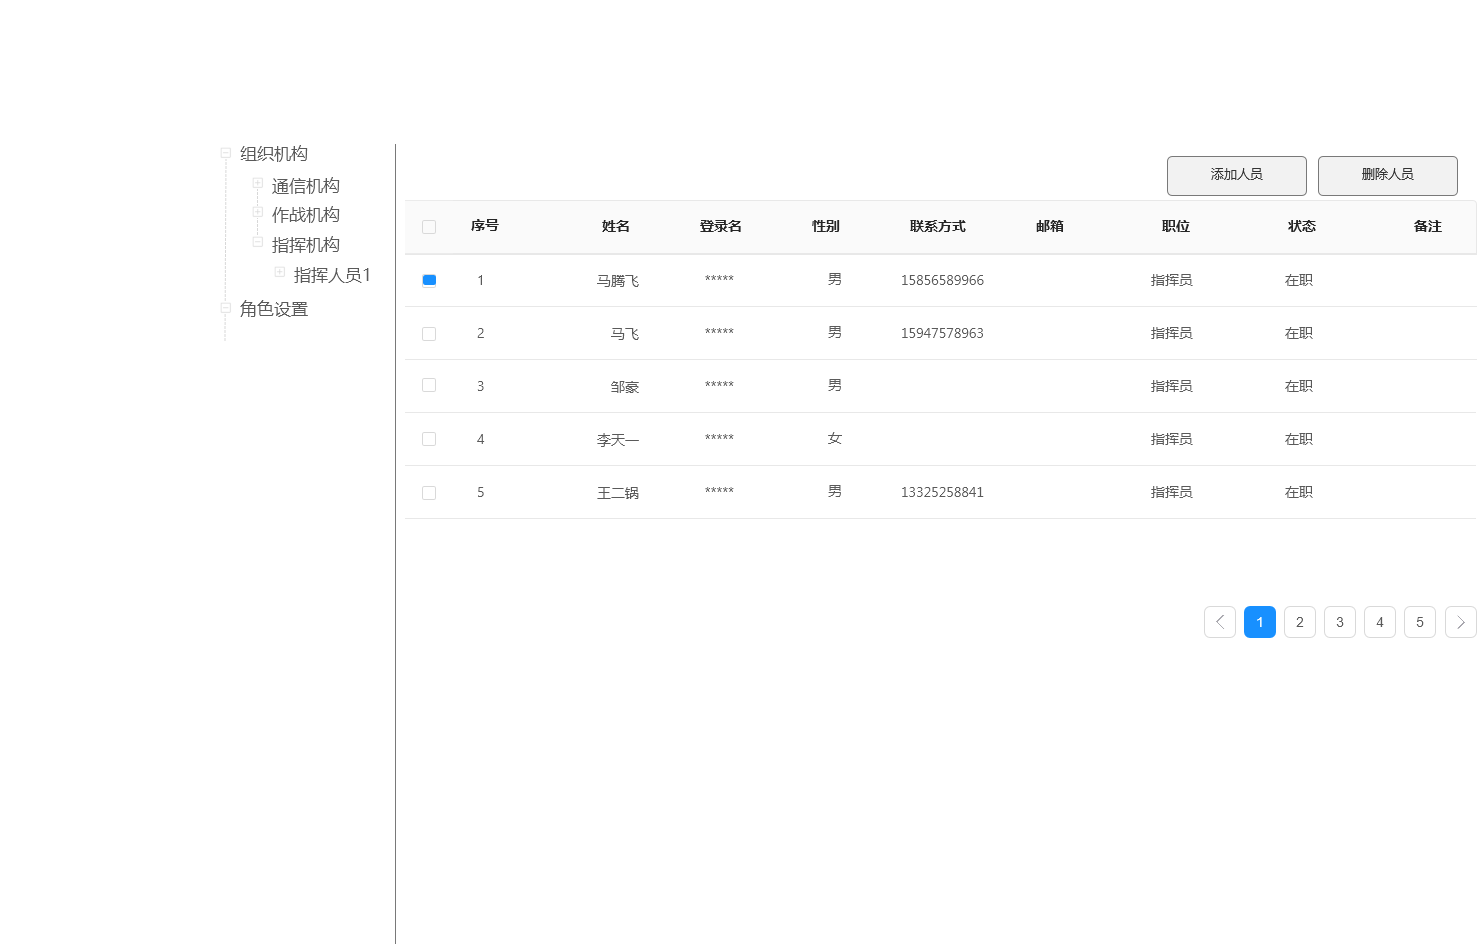 组织机构
通信机构
作战机构
指挥机构
指挥人员1
角色设置
添加人员 删除人员
序号 姓名 登录名 性别 联系方式 邮箱 职位 状态 备注
1 马腾飞 ***** 男 15856589966 指挥员 在职
2 马飞 ***** 男 15947578963 指挥员 在职
3 邹豪 ***** 男 指挥员 在职
4 李天一 ***** 女 指挥员 在职
5 王二锅 ***** 男 13325258841 指挥员 在职
1 2 3 4 5